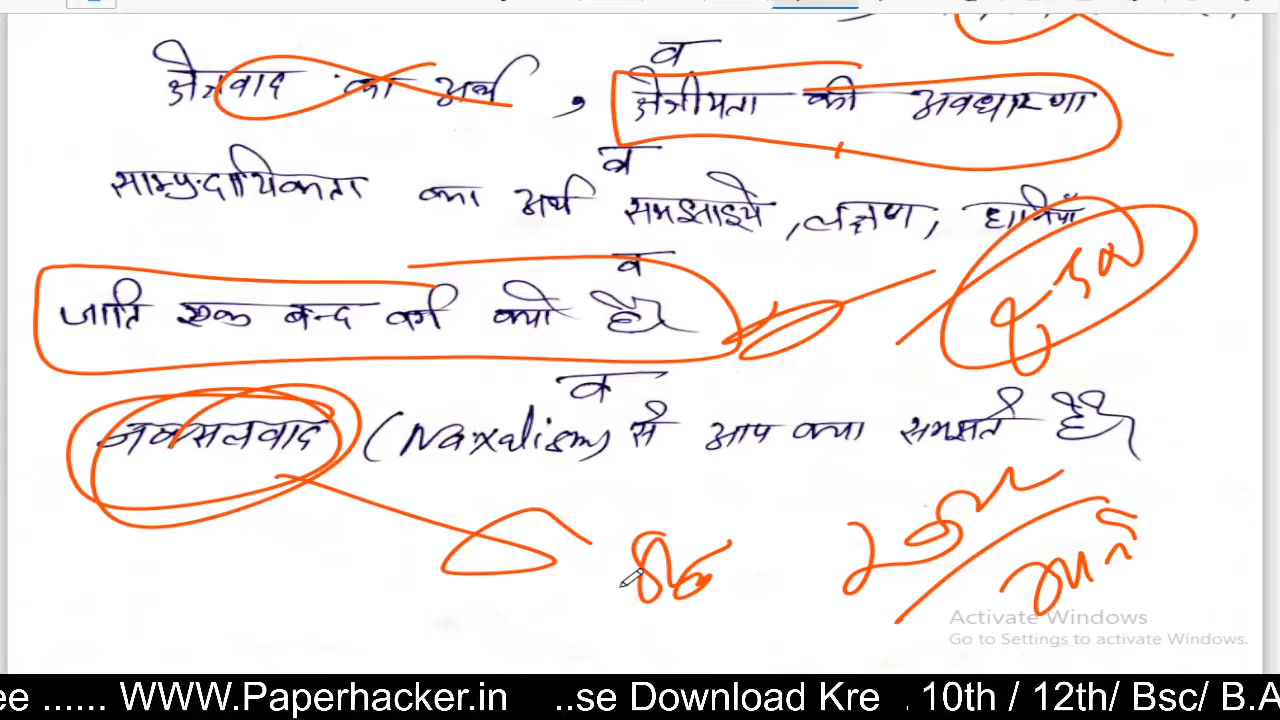 व
क्षेत्रवाद का अर्थ , क्षेत्रीयता की अवधारणा
व
साम्प्रदायिकता का अर्थ समझाइये , लक्षण , हानियाँ
व
जाति एक बन्द वर्ग क्यों है।
व
नक्सलवाद (Naxalism) से आप क्या समझते है।
Activate Windows
Go to Settings to activate Windows.
ee ...... WWW.Paperhacker.in ..se Download Kre . 10th / 12th/ Bsc/ B.A